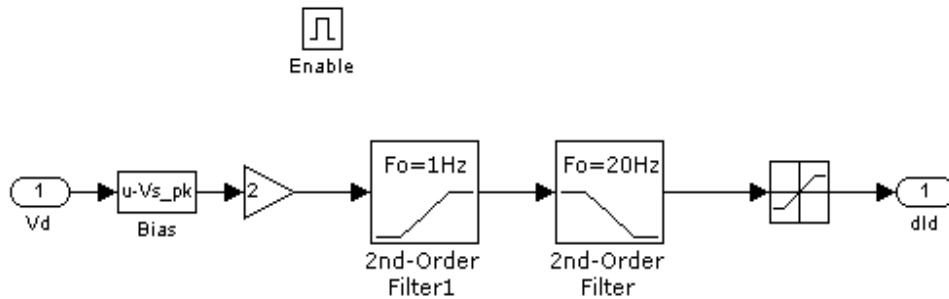 Enable
Fo=1Hz
Fo=20Hz
1
u-Vs_pk
2
1
Vd
Bias
dId
2nd-Order
Filter1
2nd-Order
Filter